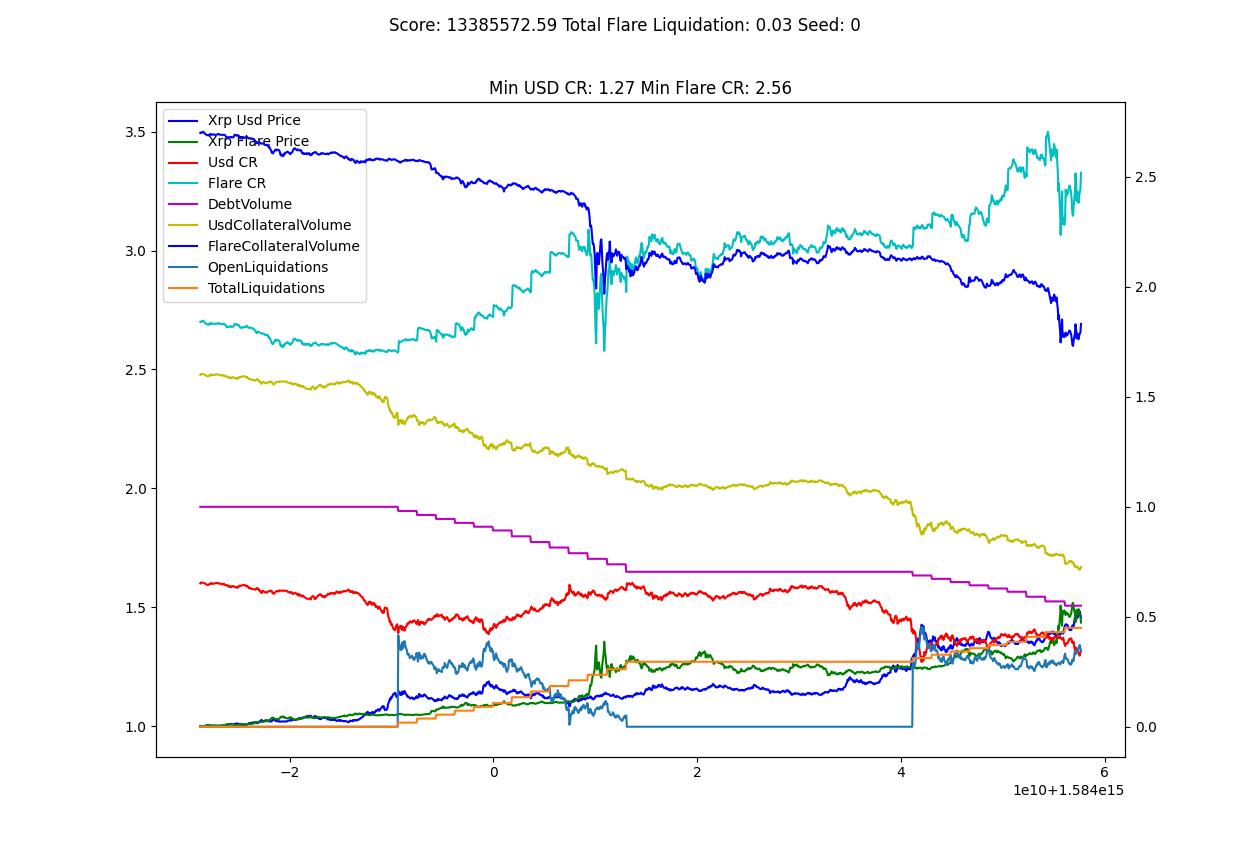 Score: 13385572.59 Total Flare Liquidation: 0.03 Seed: 0
Min USD CR: 1.27 Min Flare CR: 2.56
Xrp Usd Price
Xrp Flare Price
Usd CR
Flare CR
DebtVolume
UsdCollateralVolume
FlareCollateralVolume
OpenLiquidations
TotalLiquidations
3.5
3.0
2.5
2.0
1.5
1.0
2.5
2.0
1.5
1.0
0.5
0.0
−2 0 2 4 6
1e10+1.584e15